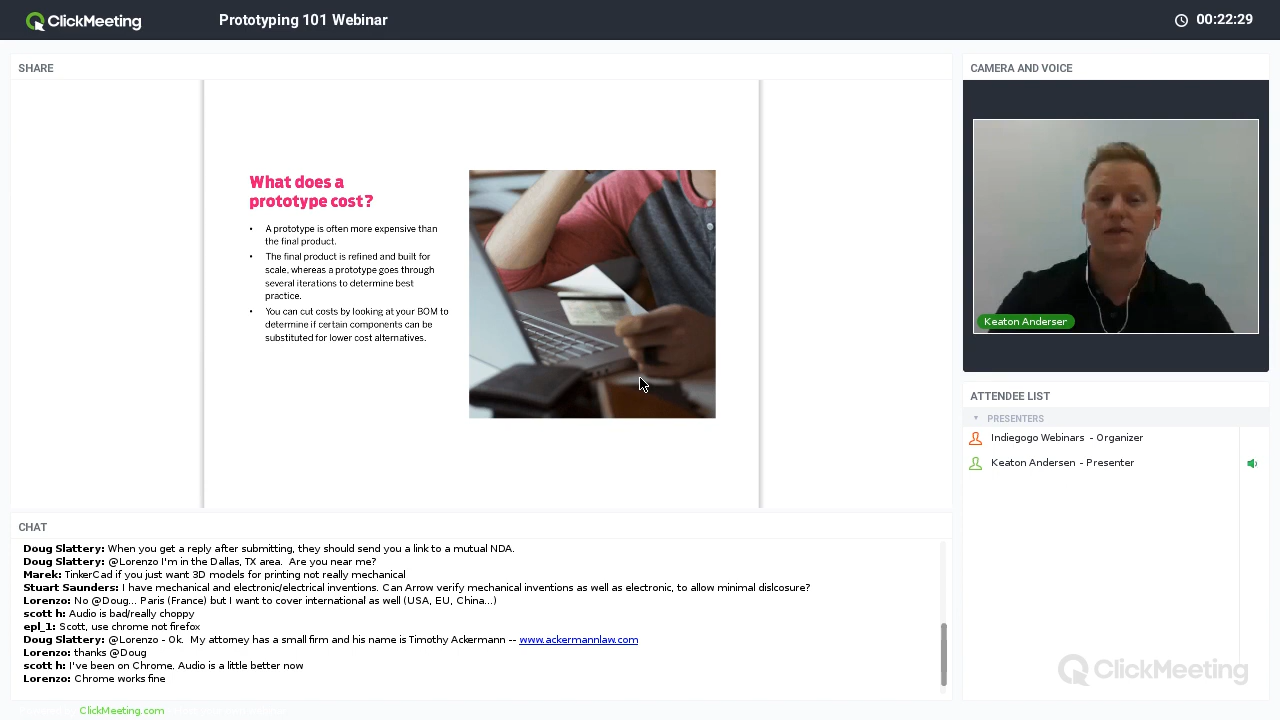 ClickMeeting
Prototyping 101 Webinar
00:22:29
SHARE
What does a
prototype cost?
• A prototype is often more expensive than
the final product.
• The final product is refined and built for
scale, whereas a prototype goes through
several iterations to determine best
practice.
• You can cut costs by looking at your BOM to
determine if certain components can be
substituted for lower cost alternatives.
CAMERA AND VOICE
Keaton Andersen
ATTENDEE LIST
PRESENTERS
Indiegogo Webinars - Organizer
Keaton Andersen - Presenter
CHAT
Doug Slattery: When you get a reply after submitting, they should send you a link to a mutual NDA.
Doug Slattery: @Lorenzo I'm in the Dallas, TX area. Are you near me?
Marek: TinkerCad if you just want 3D models for printing not really mechanical
Stuart Saunders: I have mechanical and electronic/electrical inventions. Can Arrow verify mechanical inventions as well as electronic, to allow minimal dislcosure?
Lorenzo: No @Doug... Paris (France) but I want to cover international as well (USA, EU, China...)
scott h: Audio is bad/really choppy
epl_1: Scott, use chrome not firefox
Doug Slattery: @Lorenzo - Ok. My attorney has a small firm and his name is Timothy Ackermann -- www.ackermannlaw.com
Lorenzo: thanks @Doug
scott h: I've been on Chrome. Audio is a little better now
Lorenzo: Chrome works fine
ClickMeeting
ClickMeeting.com